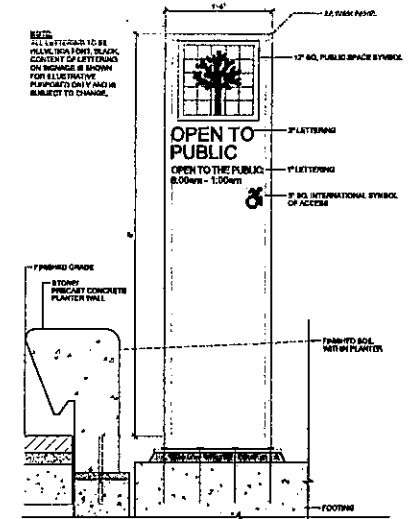 1'-6"
NOTE:
ALL LETTERING TO BE
HELVETICA FONT, BLACK.
CONTENT OF LETTERING
ON SIGNAGE IS SHOWN
FOR ILLUSTRATIVE
PURPOSES ONLY AND IS
SUBJECT TO CHANGE.
12" SQ. PUBLIC SPACE SYMBOL
OPEN TO
PUBLIC
3" LETTERING
OPEN TO THE PUBLIC:
6:00am - 1:00am
1" LETTERING
3" SQ. INTERNATIONAL SYMBOL
OF ACCESS
FINISHED GRADE
STONE/
PRECAST CONCRETE
PLANTER WALL
FINISHED SOIL
WITHIN PLANTER
FOOTING